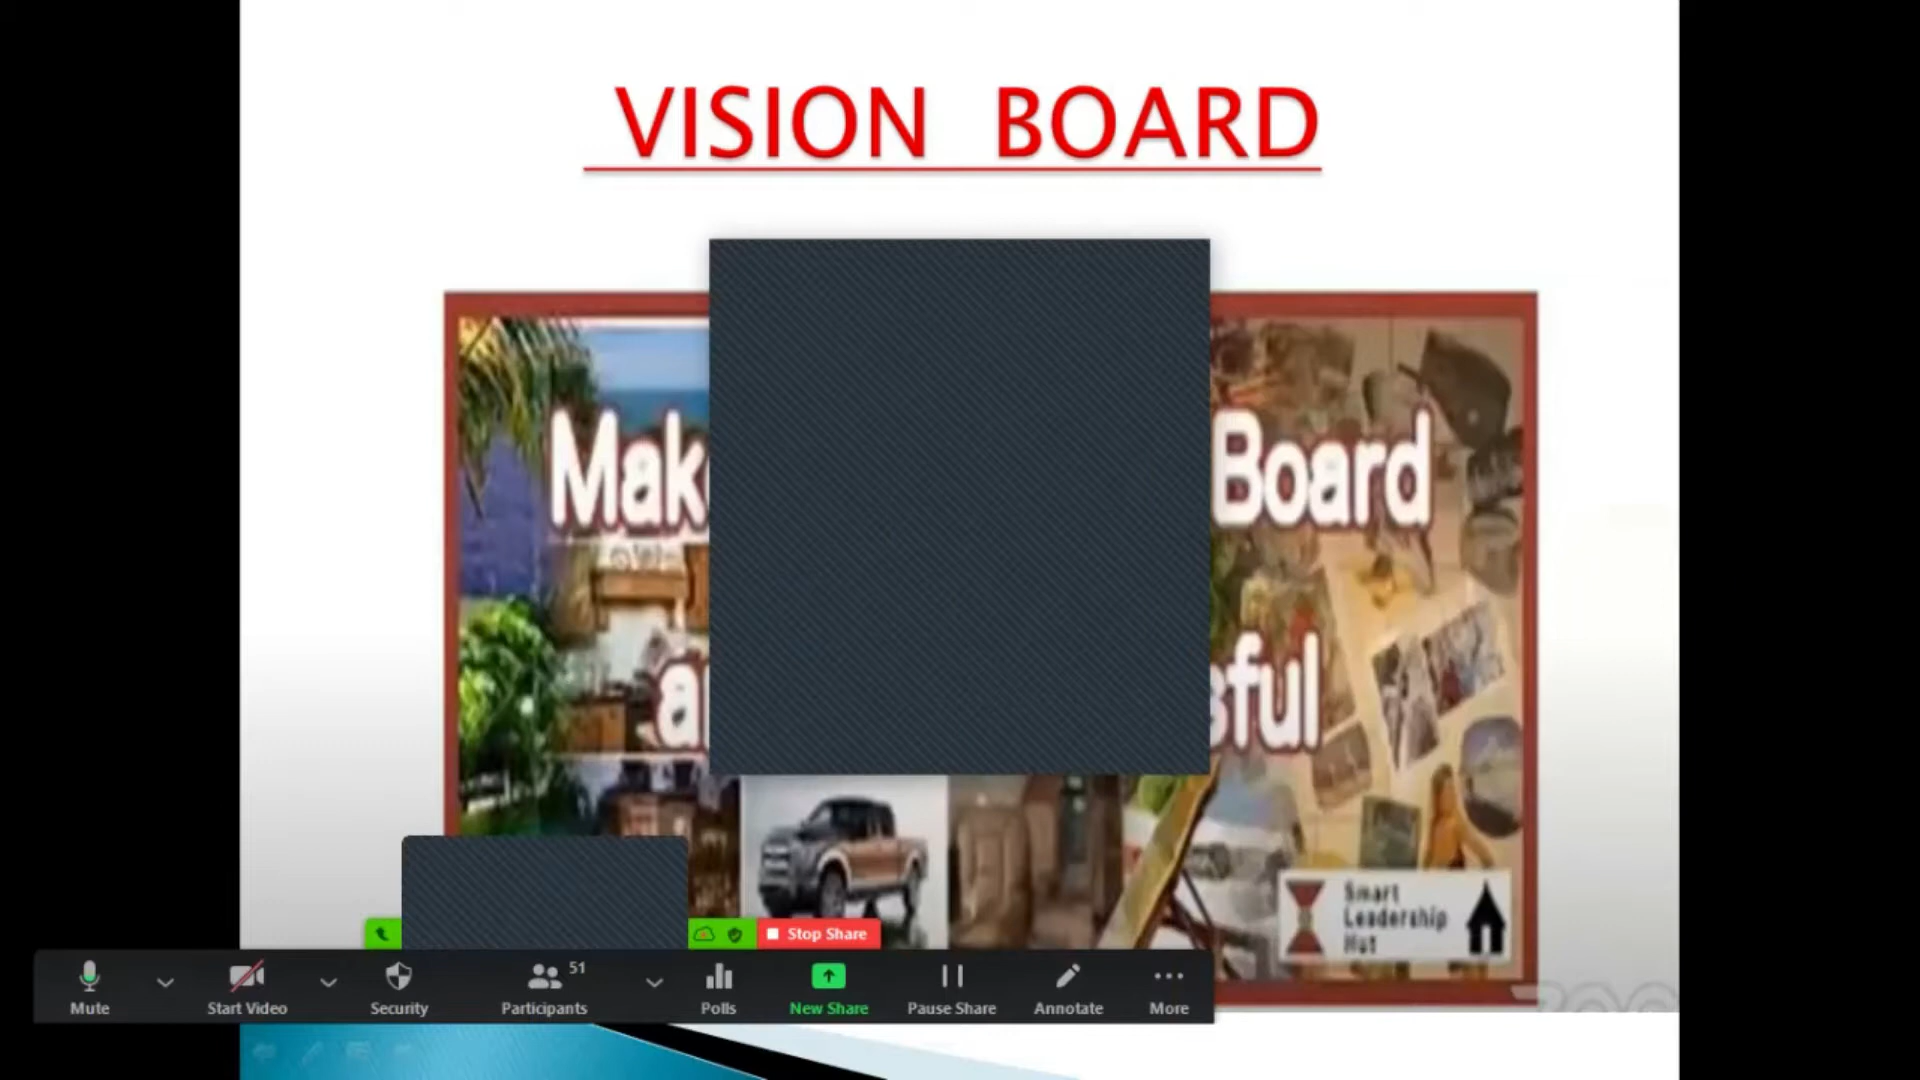 VISION BOARD
Mak Board
sful
Smart
Leadership
Hut
Stop Share
51
Mute Start Video Security Participants Polls New Share Pause Share Annotate More